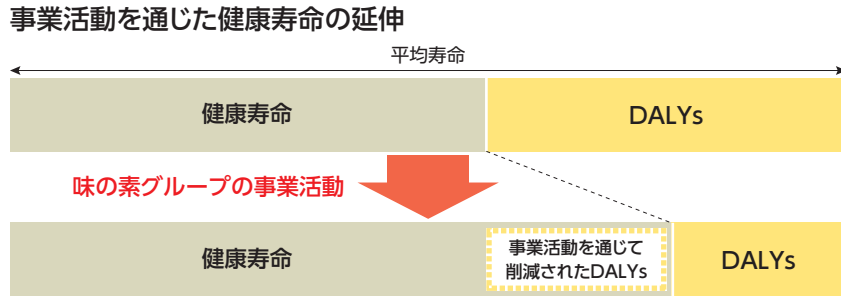 事業活動を通じた健康寿命の延伸
平均寿命
健康寿命
DALYs
味の素グループの事業活動
健康寿命
事業活動を通じて
削減されたDALYs
DALYs